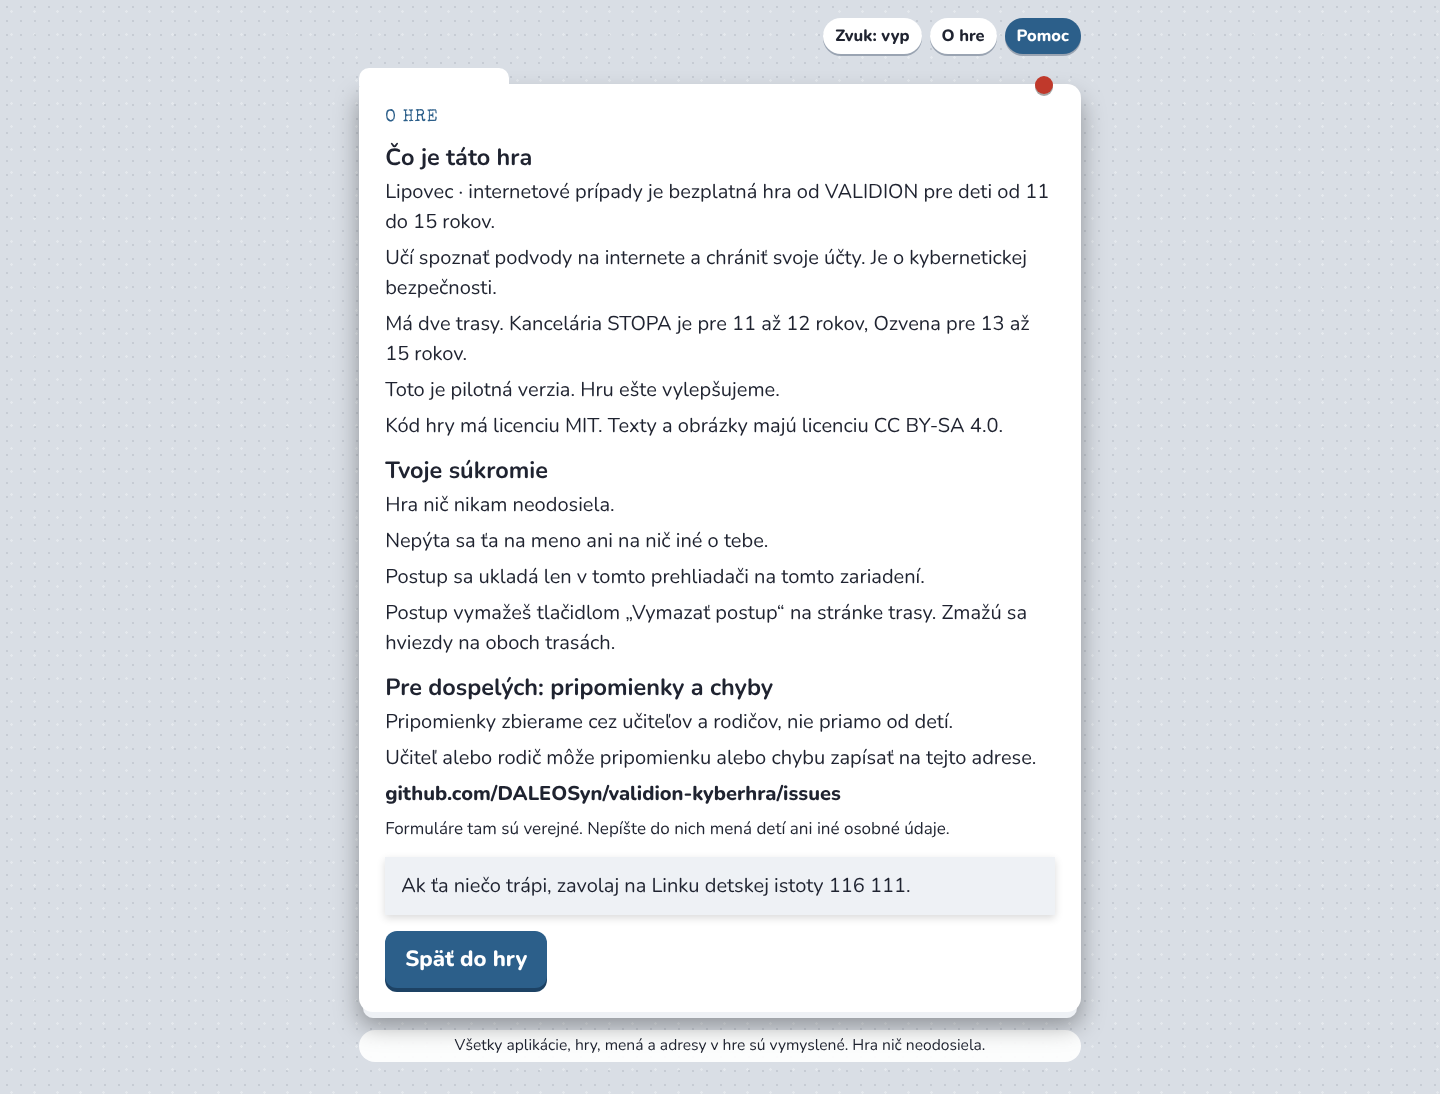 Zvuk: vyp
O hre
Pomoc
O HRE
Čo je táto hra
Lipovec · internetové prípady je bezplatná hra od VALIDION pre deti od 11
do 15 rokov.
Učí spoznať podvody na internete a chrániť svoje účty. Je o kybernetickej
bezpečnosti.
Má dve trasy. Kancelária STOPA je pre 11 až 12 rokov, Ozvena pre 13 až
15 rokov.
Toto je pilotná verzia. Hru ešte vylepšujeme.
Kód hry má licenciu MIT. Texty a obrázky majú licenciu CC BY-SA 4.0.
Tvoje súkromie
Hra nič nikam neodosiela.
Nepýta sa ťa na meno ani na nič iné o tebe.
Postup sa ukladá len v tomto prehliadači na tomto zariadení.
Postup vymažeš tlačidlom „Vymazať postup“ na stránke trasy. Zmažú sa
hviezdy na oboch trasách.
Pre dospelých: pripomienky a chyby
Pripomienky zbierame cez učiteľov a rodičov, nie priamo od detí.
Učiteľ alebo rodič môže pripomienku alebo chybu zapísať na tejto adrese.
github.com/DALEOSyn/validion-kyberhra/issues
Formuláre tam sú verejné. Nepíšte do nich mená detí ani iné osobné údaje.
Ak ťa niečo trápi, zavolaj na Linku detskej istoty 116 111.
Späť do hry
Všetky aplikácie, hry, mená a adresy v hre sú vymyslené. Hra nič neodosiela.